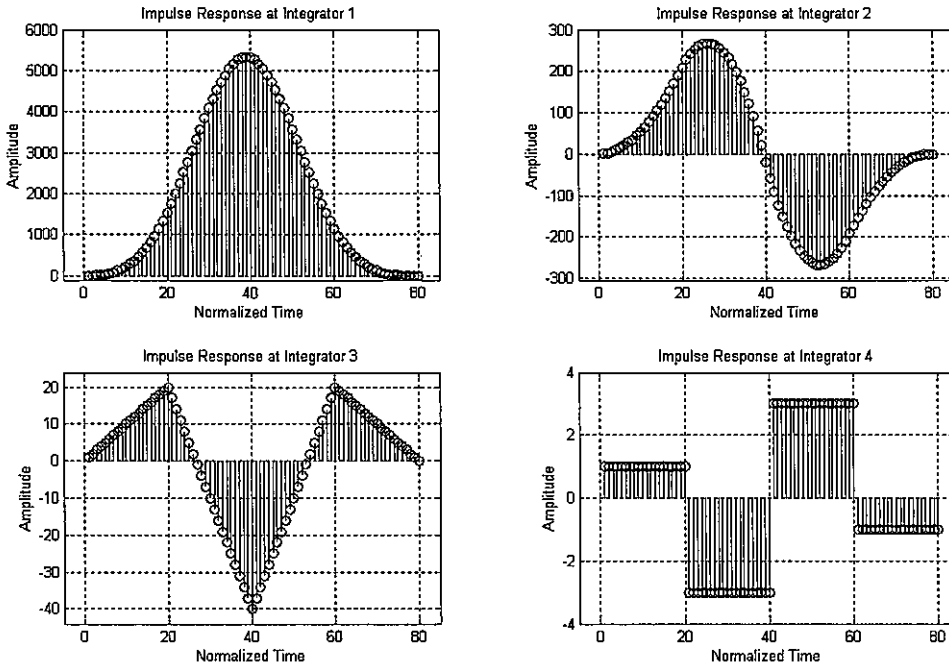 Impulse Response at Integrator 1
6000
5000
4000
3000
2000
1000
0
Amplitude
0 20 40 60 80
Normalized Time
Impulse Response at Integrator 2
300
200
100
0
-100
-200
-300
Amplitude
0 20 40 60 80
Normalized Time
Impulse Response at Integrator 3
20
10
0
-10
-20
-30
-40
Amplitude
0 20 40 60 80
Normalized Time
Impulse Response at Integrator 4
4
2
0
-2
-4
Amplitude
0 20 40 60 80
Normalized Time